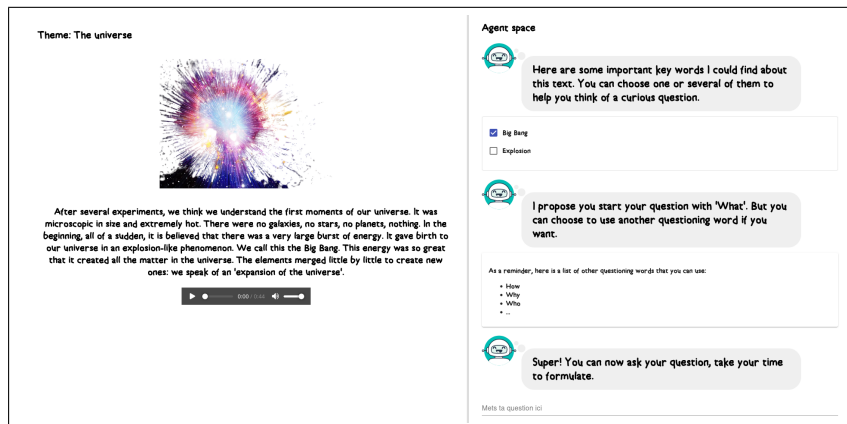 Theme: The universe
After several experiments, we think we understand the first moments of our universe. It was
microscopic in size and extremely hot. There were no galaxies, no stars, no planets, nothing. In the
beginning, all of a sudden, it is believed that there was a very large burst of energy. It gave birth to
our universe in an explosion-like phenomenon. We call this the Big Bang. This energy was so great
that it created all the matter in the universe. The elements merged little by little to create new
ones: we speak of an 'expansion of the universe'.
0:00 / 0:44
Agent space
Here are some important key words I could find about
this text. You can choose one or several of them to
help you think of a curious question.
Big Bang
Explosion
I propose you start your question with 'What'. But you
can choose to use another questioning word if you
want.
As a reminder, here is a list of other questioning words that you can use:
• How
• Why
• Who
• ...
Super! You can now ask your question, take your time
to formulate.
Mets ta question ici